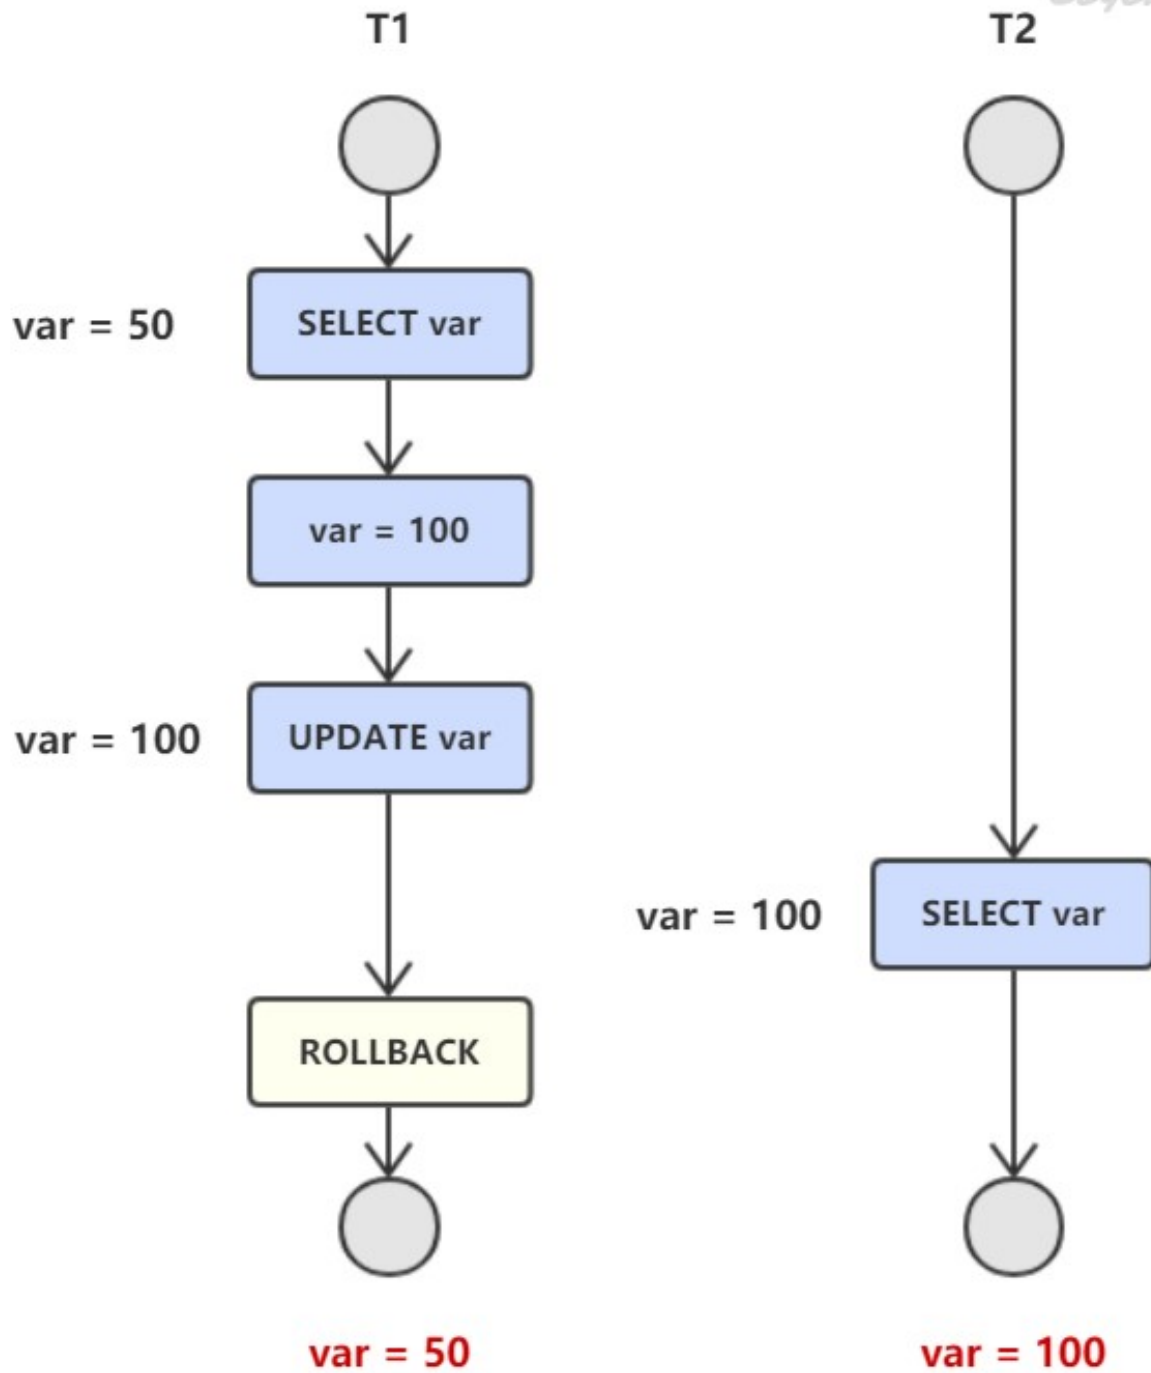 T1
T2
SELECT var
var = 50
var = 100
UPDATE var
var = 100
SELECT var
var = 100
ROLLBACK
var = 50
var = 100